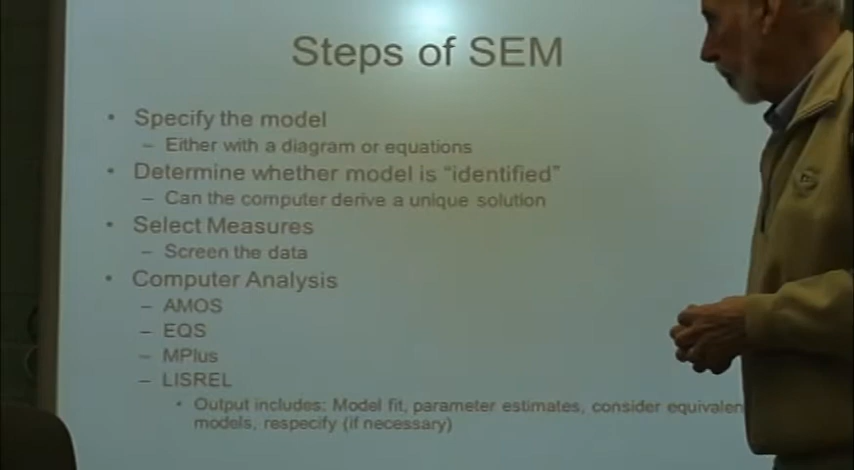 Steps of SEM
• Specify the model
– Either with a diagram or equations
• Determine whether model is “identified”
– Can the computer derive a unique solution
• Select Measures
– Screen the data
• Computer Analysis
– AMOS
– EQS
– MPlus
– LISREL
• Output includes: Model fit, parameter estimates, consider equivalen
models, respecify (if necessary)